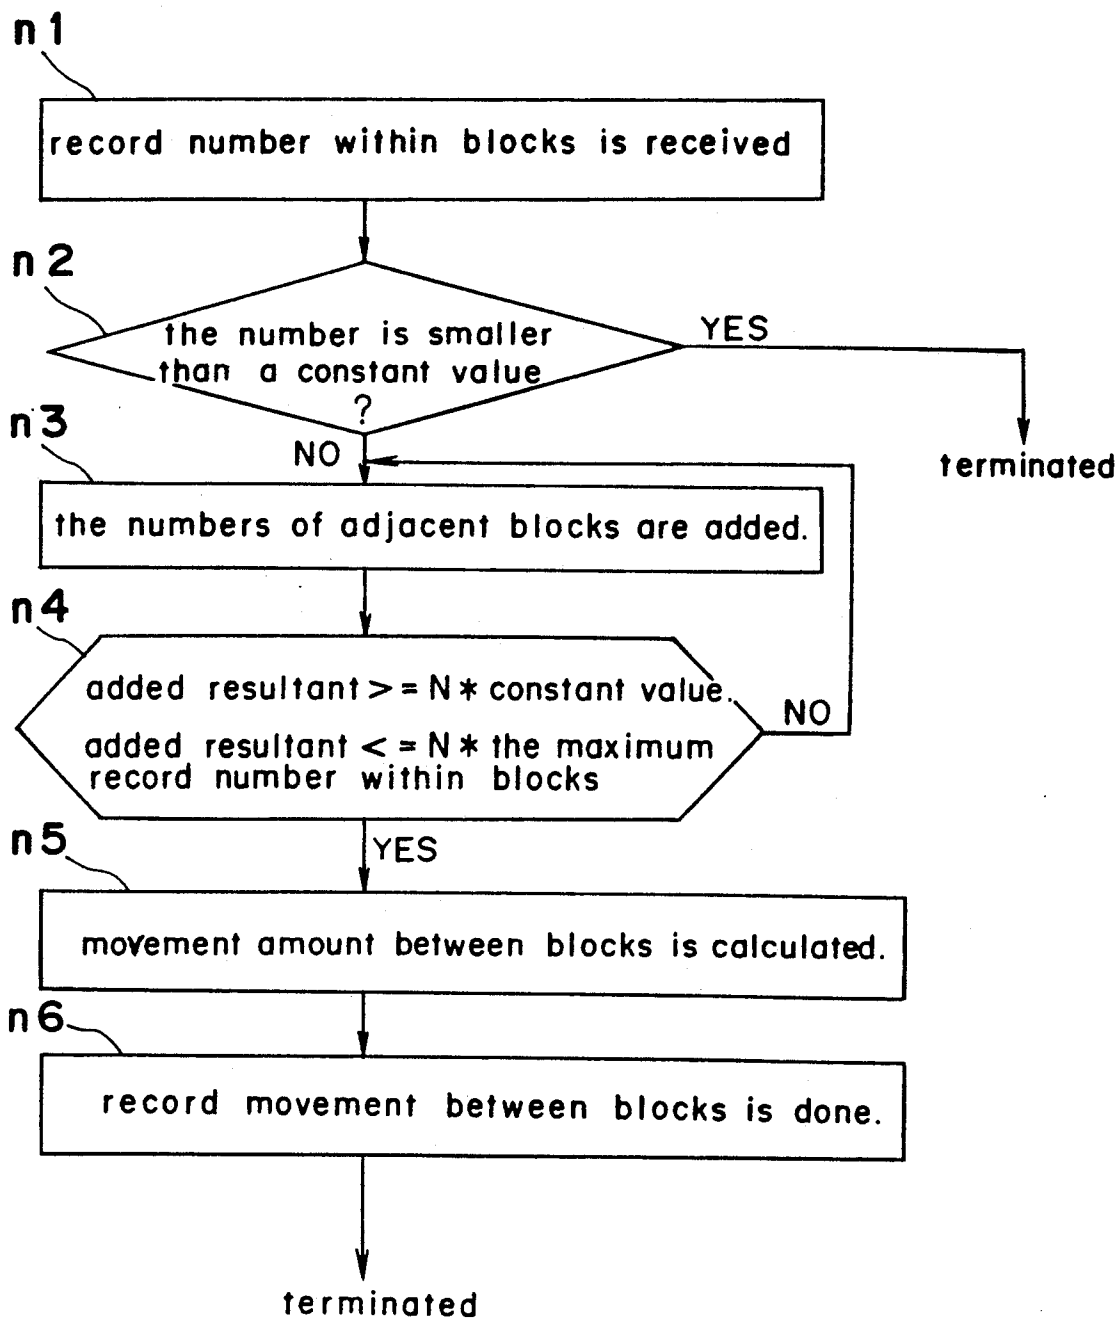 n1
record number within blocks is received
n2
the number is smaller
than a constant value
?
YES
terminated
NO
n3
the numbers of adjacent blocks are added.
n4
added resultant >= N * constant value.
added resultant <= N * the maximum
record number within blocks
NO
YES
n5
movement amount between blocks is calculated.
n6
record movement between blocks is done.
terminated